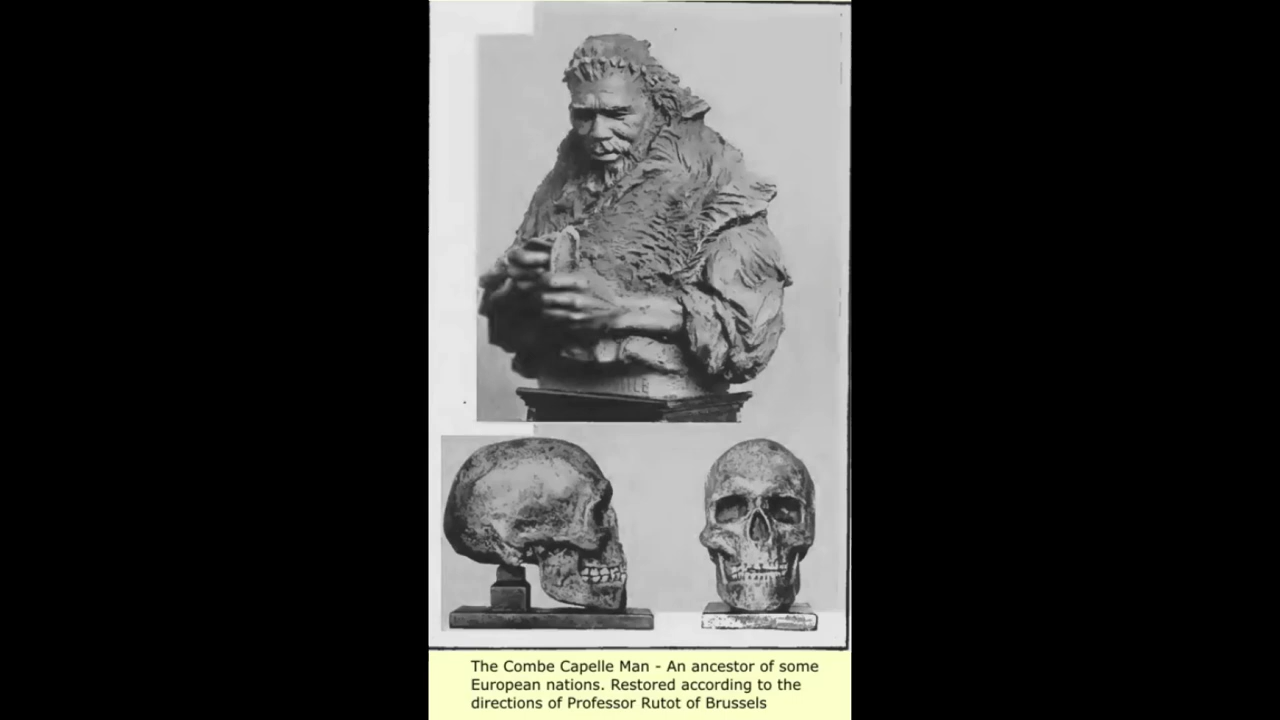 The Combe Capelle Man - An ancestor of some
European nations. Restored according to the
directions of Professor Rutot of Brussels